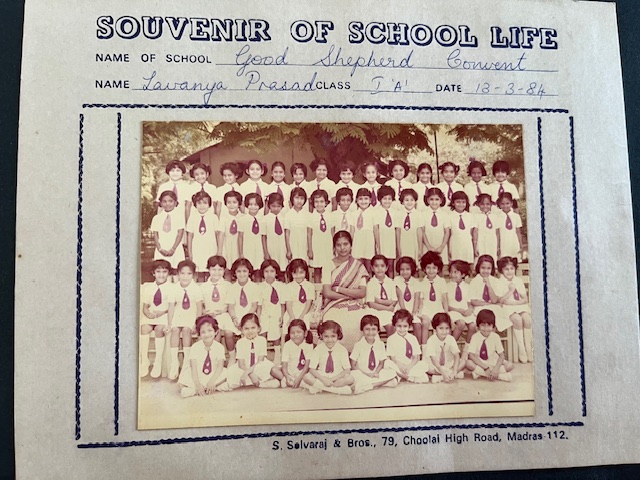 SOUVENIR OF SCHOOL LIFE
NAME OF SCHOOL Good Shepherd Convent
NAME Lavanya Prasad CLASS I 'A' DATE 13-3-84
S. Selvaraj & Bros., 79, Choolai High Road, Madras-112.